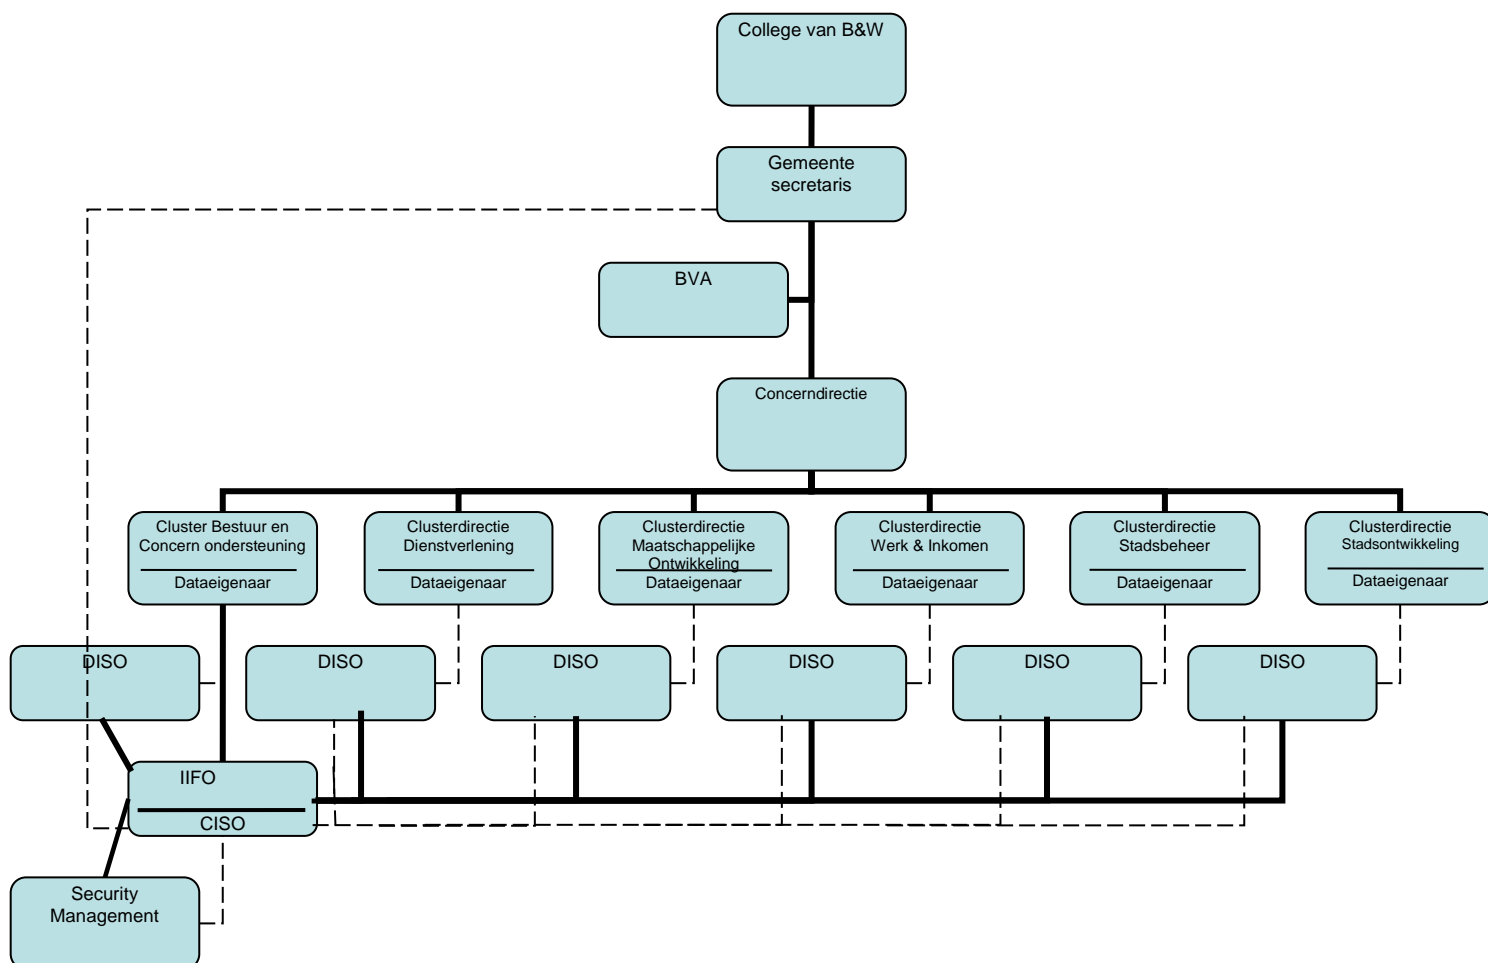 College van B&W
Gemeente
secretaris
BVA
Concerndirectie
Cluster Bestuur en
Concern ondersteuning
Dataeigenaar
Clusterdirectie
Dienstverlening
Dataeigenaar
Clusterdirectie
Maatschappelijke
Ontwikkeling
Dataeigenaar
Clusterdirectie
Werk & Inkomen
Dataeigenaar
Clusterdirectie
Stadsbeheer
Dataeigenaar
Clusterdirectie
Stadsontwikkeling
Dataeigenaar
DISO
DISO
DISO
DISO
DISO
DISO
IIFO
CISO
Security
Management